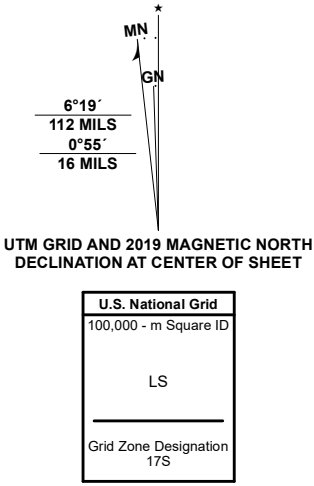 ★
MN
GN
6°19´
112 MILS
0°55´
16 MILS
UTM GRID AND 2019 MAGNETIC NORTH
DECLINATION AT CENTER OF SHEET
U.S. National Grid
100,000 - m Square ID
LS
Grid Zone Designation
17S